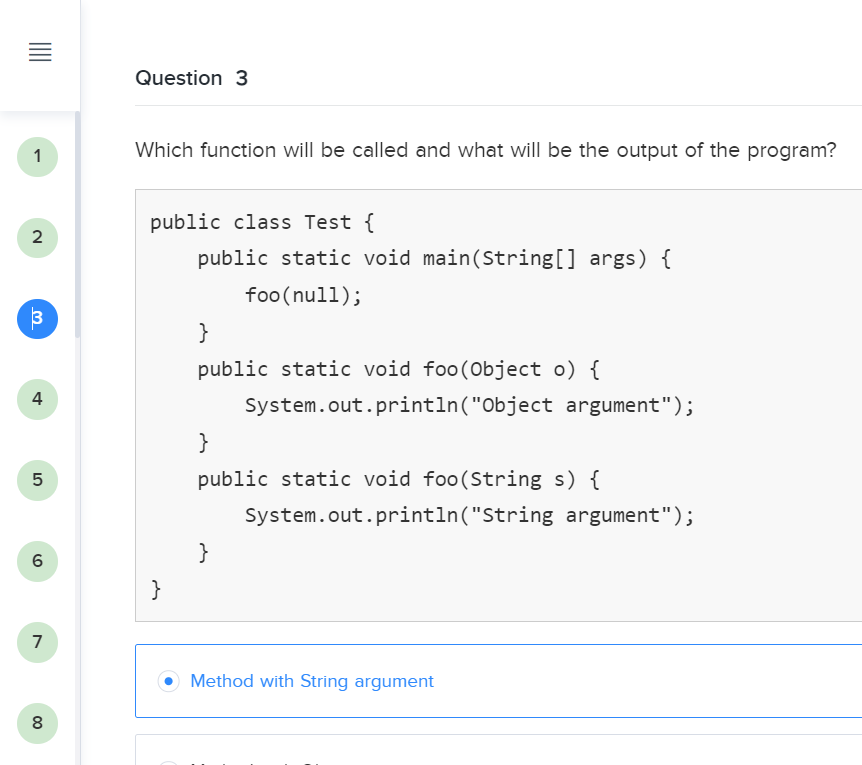 Question 3
Which function will be called and what will be the output of the program?
public class Test {
    public static void main(String[] args) {
        foo(null);
    }
    public static void foo(Object o) {
        System.out.println("Object argument");
    }
    public static void foo(String s) {
        System.out.println("String argument");
    }
}
Method with String argument
1
2
3
4
5
6
7
8